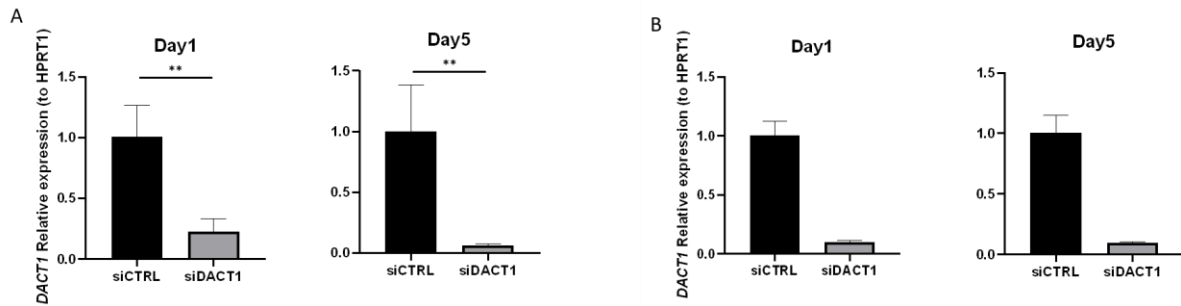 A
DACT1 Relative expression (to HPRT1)
Day1
**
1.5
1.0
0.5
0.0
siCTRL siDACT1
Day5
**
1.5
1.0
0.5
0.0
siCTRL siDACT1
B
DACT1 Relative expression (to HPRT1)
Day1
1.5
1.0
0.5
0.0
siCTRL siDACT1
Day5
1.5
1.0
0.5
0.0
siCTRL siDACT1